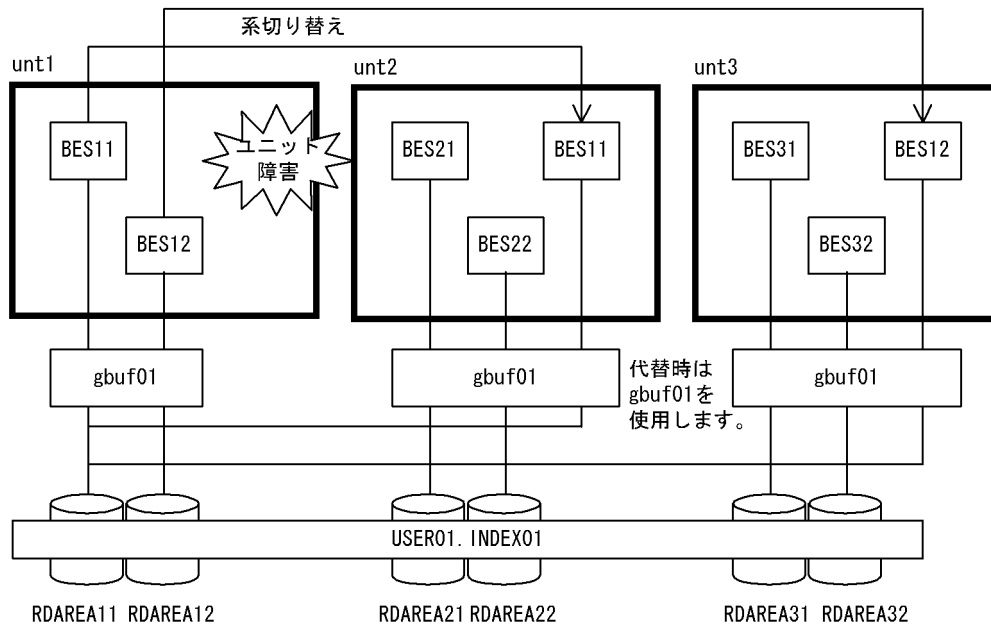 系切り替え
unt1
unt2
unt3
BES11
ユニット
障害
BES21
BES11
BES31
BES12
BES12
BES22
BES32
gbuf01
gbuf01
代替時は
gbuf01を
使用します。
gbuf01
USER01.INDEX01
RDAREA11 RDAREA12
RDAREA21 RDAREA22
RDAREA31 RDAREA32